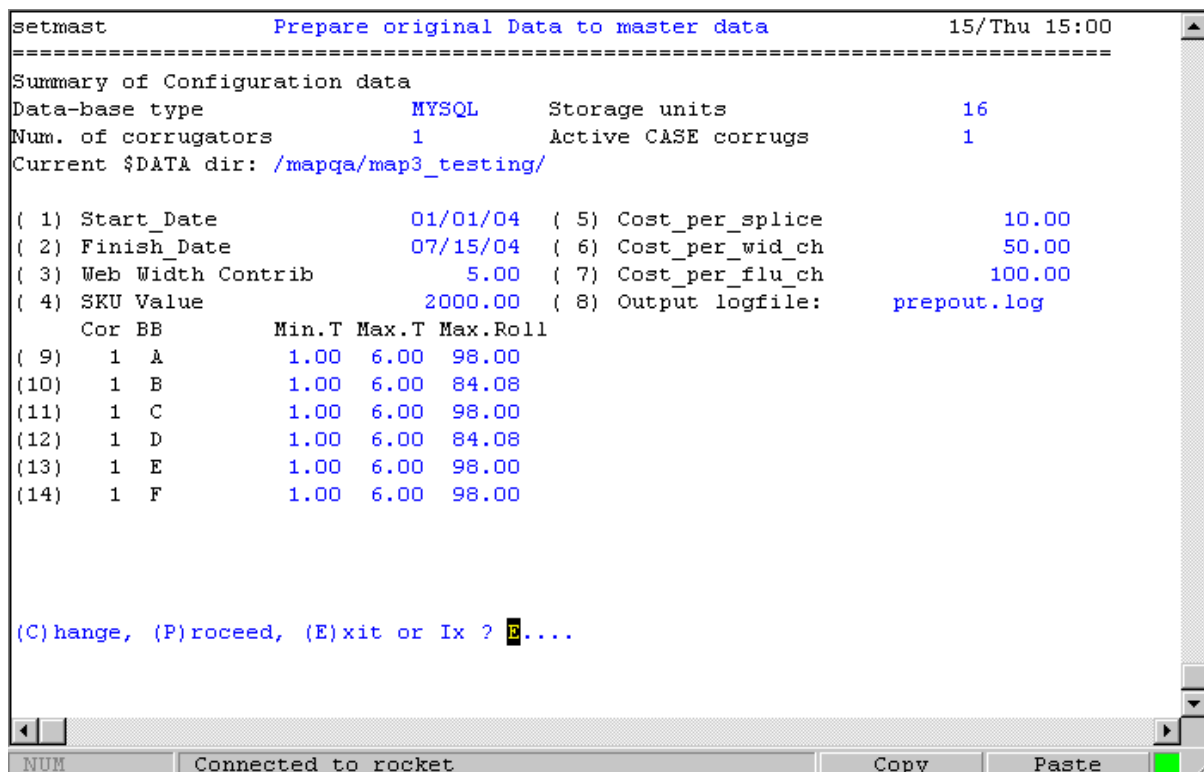 setmast Prepare original Data to master data 15/Thu 15:00
================================================================================
Summary of Configuration data
Data-base type MYSQL Storage units 16
Num. of corrugators 1 Active CASE corrugs 1
Current $DATA dir: /mapqa/map3_testing/
( 1) Start_Date 01/01/04 ( 5) Cost_per_splice 10.00
( 2) Finish_Date 07/15/04 ( 6) Cost_per_wid_ch 50.00
( 3) Web Width Contrib 5.00 ( 7) Cost_per_flu_ch 100.00
( 4) SKU Value 2000.00 ( 8) Output logfile: prepout.log
Cor BB Min.T Max.T Max.Roll
( 9) 1 A 1.00 6.00 98.00
(10) 1 B 1.00 6.00 84.08
(11) 1 C 1.00 6.00 98.00
(12) 1 D 1.00 6.00 84.08
(13) 1 E 1.00 6.00 98.00
(14) 1 F 1.00 6.00 98.00
(C)hange, (P)roceed, (E)xit or Ix ? E....
NUM Connected to rocket Copy Paste